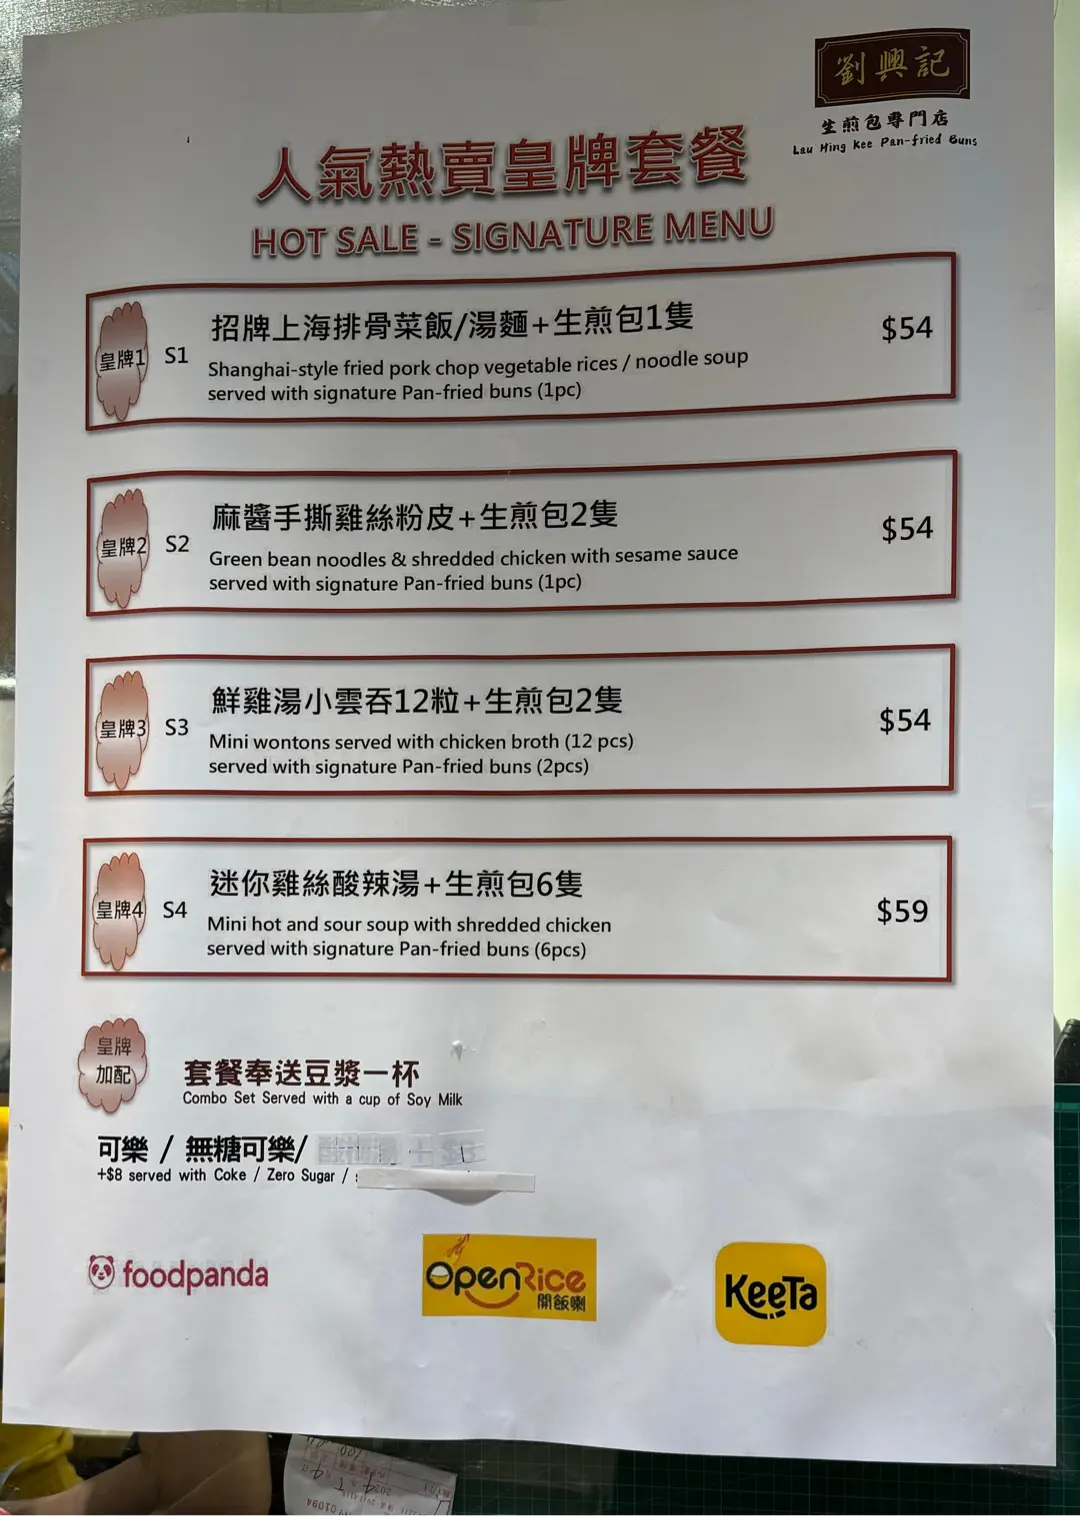 劉興記
生煎包專門店
Lau Hing Kee Pan-fried Buns
人氣熱賣皇牌套餐
HOT SALE - SIGNATURE MENU
皇牌1 S1 招牌上海排骨菜飯/湯麵+生煎包1隻 $54
Shanghai-style fried pork chop vegetable rices / noodle soup
served with signature Pan-fried buns (1pc)
皇牌2 S2 麻醬手撕雞絲粉皮+生煎包2隻 $54
Green bean noodles & shredded chicken with sesame sauce
served with signature Pan-fried buns (1pc)
皇牌3 S3 鮮雞湯小雲吞12粒+生煎包2隻 $54
Mini wontons served with chicken broth (12 pcs)
served with signature Pan-fried buns (2pcs)
皇牌4 S4 迷你雞絲酸辣湯+生煎包6隻 $59
Mini hot and sour soup with shredded chicken
served with signature Pan-fried buns (6pcs)
皇牌
加配
套餐奉送豆漿一杯
Combo Set Served with a cup of Soy Milk
可樂 / 無糖可樂/
+$8 served with Coke / Zero Sugar /
foodpanda
OpenRice
開飯喇
KeeTa